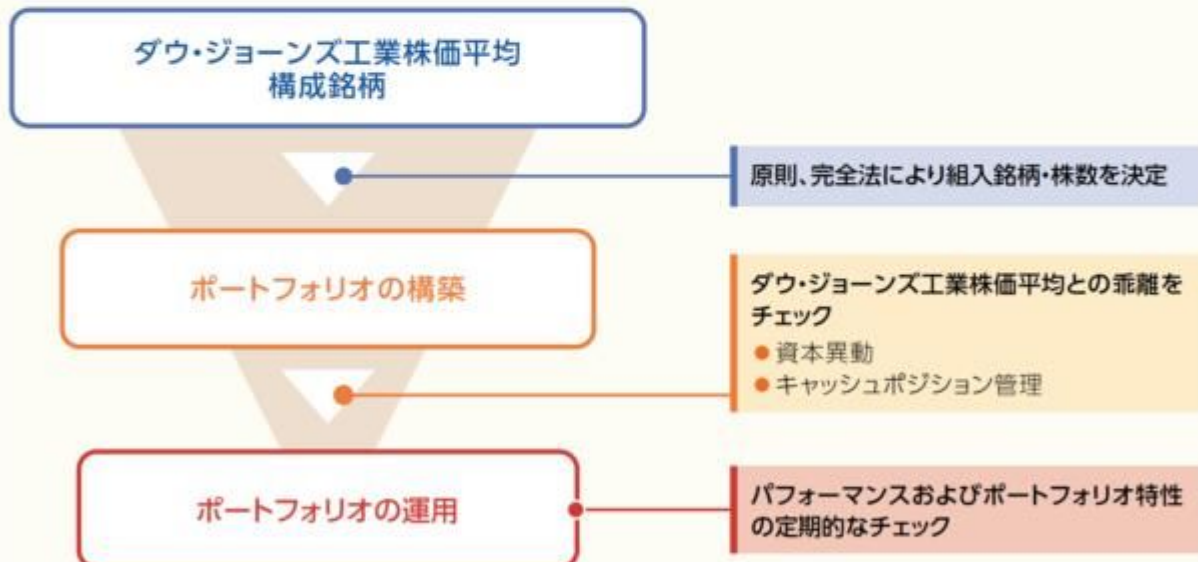 ダウ・ジョーンズ工業株価平均
構成銘柄
原則、完全法により組入銘柄・株数を決定
ポートフォリオの構築
ダウ・ジョーンズ工業株価平均との乖離を
チェック
● 資本異動
● キャッシュポジション管理
ポートフォリオの運用
パフォーマンスおよびポートフォリオ特性
の定期的なチェック